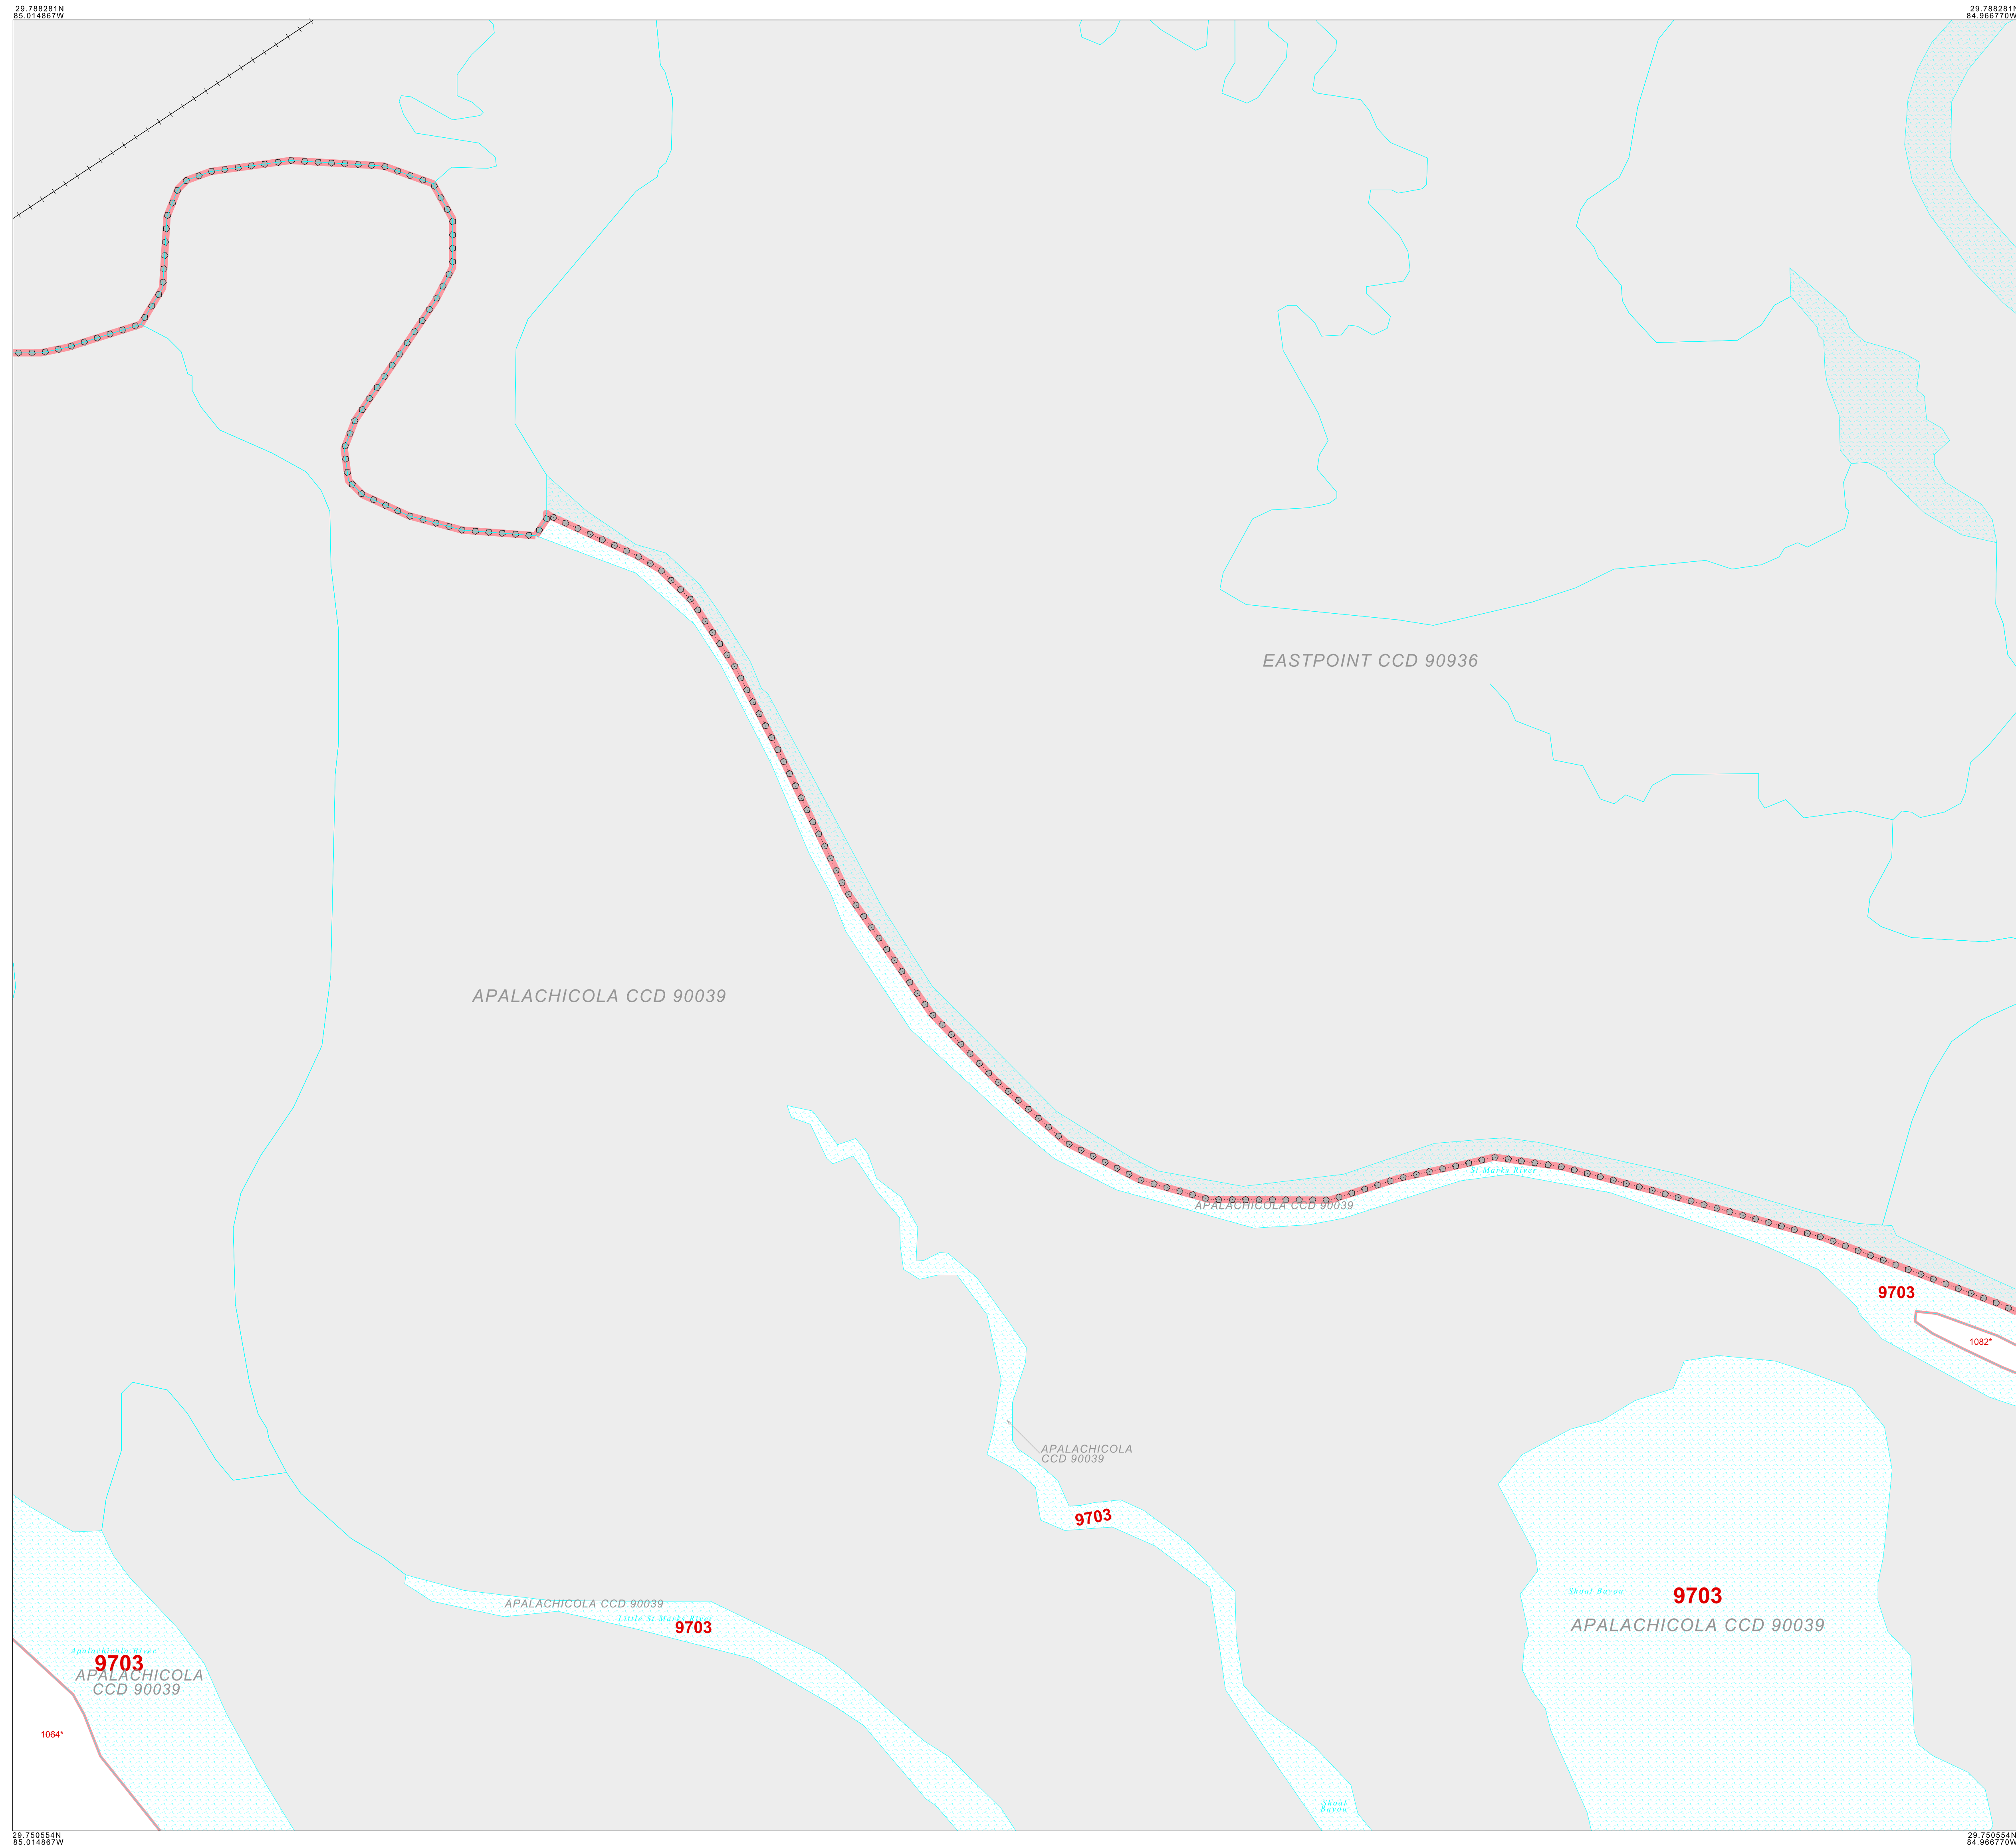 29.788281N
85.014867W
29.788281N
84.966770W
EASTPOINT CCD 90936
APALACHICOLA CCD 90039
St Marks River
APALACHICOLA CCD 90039
9703
1082*
APALACHICOLA
CCD 90039
9703
Shoal Bayou
9703
APALACHICOLA CCD 90039
APALACHICOLA CCD 90039
Little St Marks River
9703
Apalachicola River
9703
APALACHICOLA
CCD 90039
1064*
Shoal
Bayou
29.750554N
85.014867W
29.750554N
84.966770W